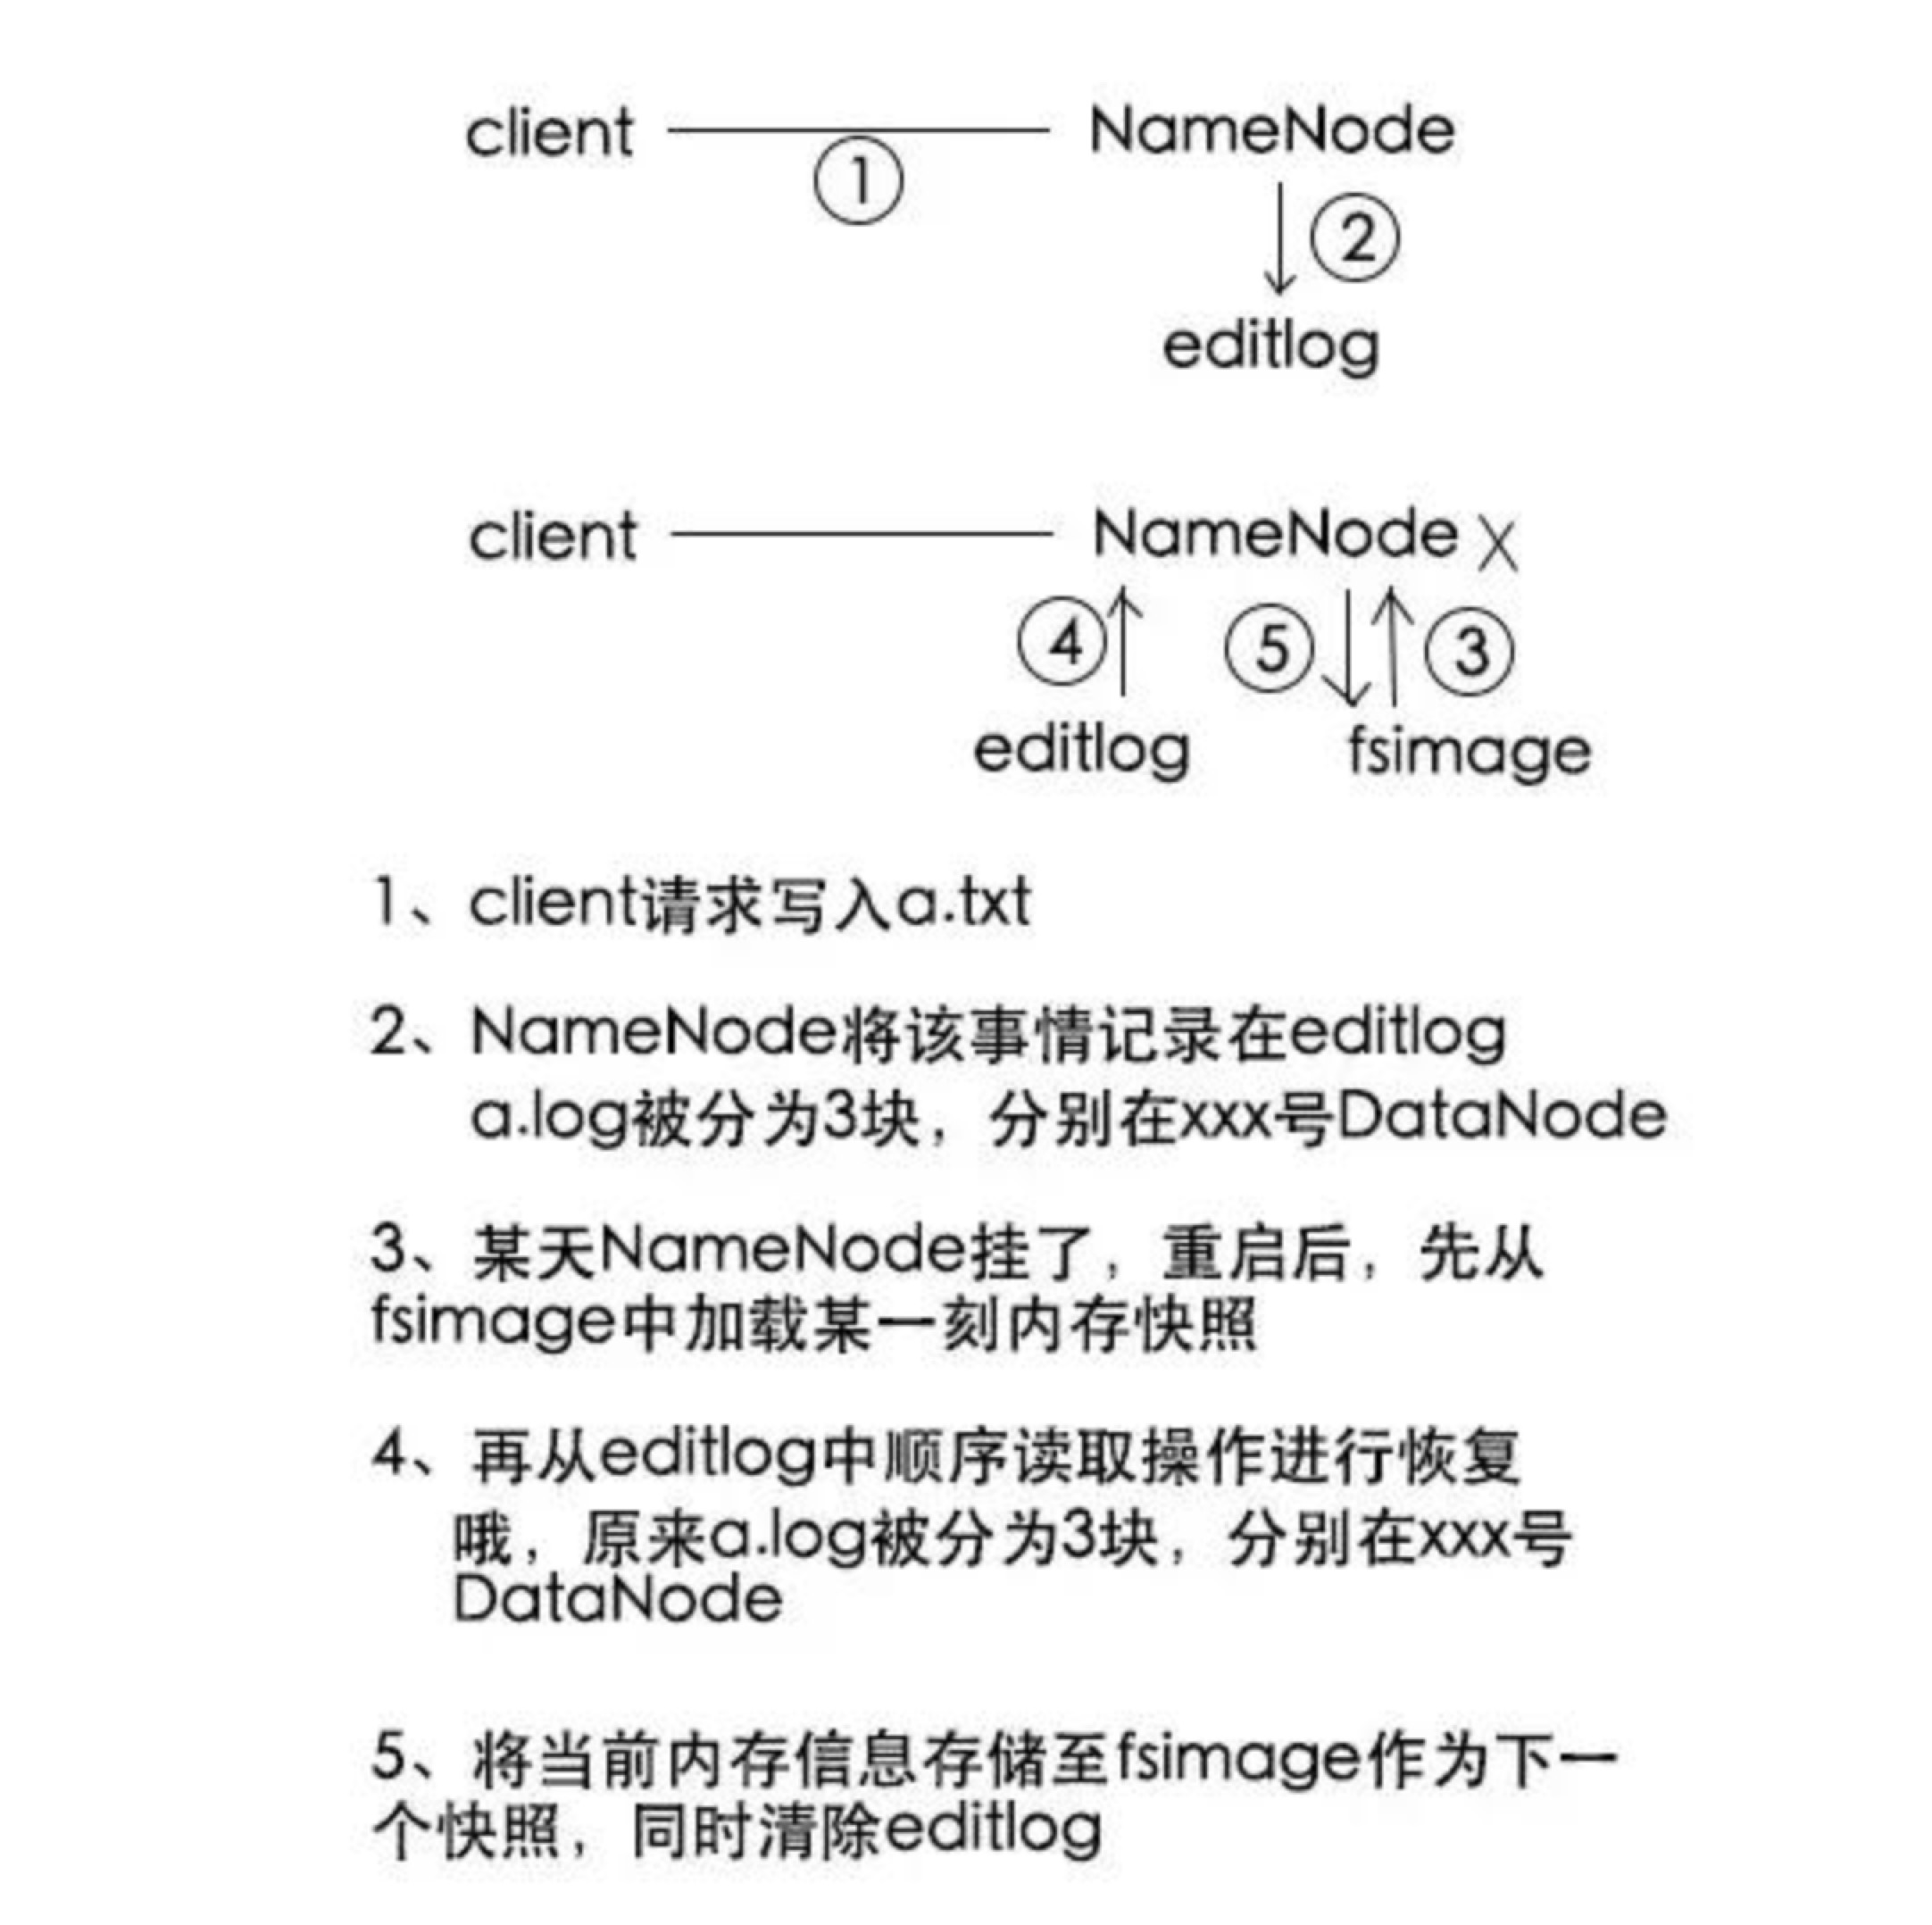 client ① NameNode
②
editlog
client NameNode X
④ ⑤ ③
editlog fsimage
1、client请求写入a.txt
2、NameNode将该事情记录在editlog
a.log被分为3块，分别在xxx号DataNode
3、某天NameNode挂了，重启后，先从
fsimage中加载某一刻内存快照
4、再从editlog中顺序读取操作进行恢复
哦，原来a.log被分为3块，分别在xxx号
DataNode
5、将当前内存信息存储至fsimage作为下一
个快照，同时清除editlog